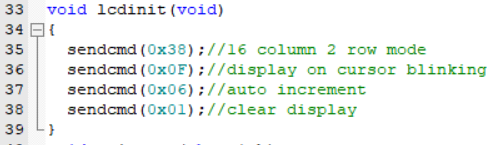 33 void lcdinit(void)
34 {
35 sendcmd(0x38);//16 column 2 row mode
36 sendcmd(0x0F);//display on cursor blinking
37 sendcmd(0x06);//auto increment
38 sendcmd(0x01);//clear display
39 }